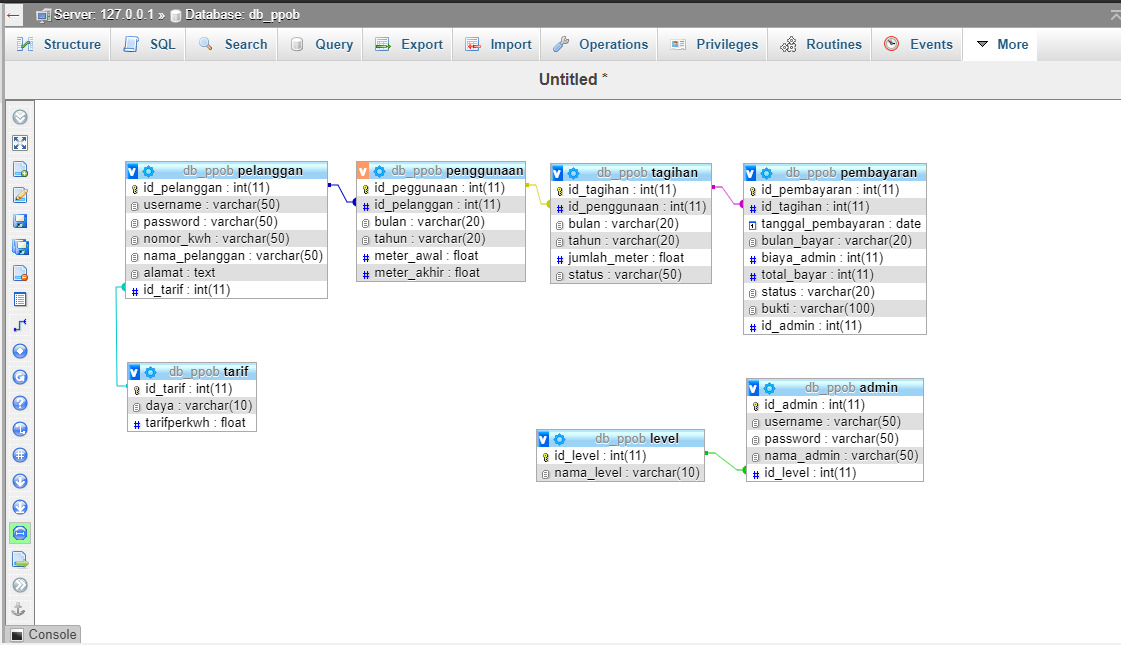 Server: 127.0.0.1 » Database: db_ppob
Structure SQL Search Query Export Import Operations Privileges Routines Events More
Untitled *
db_ppob pelanggan
id_pelanggan : int(11)
username : varchar(50)
password : varchar(50)
nomor_kwh : varchar(50)
nama_pelanggan : varchar(50)
alamat : text
id_tarif : int(11)
db_ppob penggunaan
id_peggunaan : int(11)
id_pelanggan : int(11)
bulan : varchar(20)
tahun : varchar(20)
meter_awal : float
meter_akhir : float
db_ppob tagihan
id_tagihan : int(11)
id_penggunaan : int(11)
bulan : varchar(20)
tahun : varchar(20)
jumlah_meter : float
status : varchar(50)
db_ppob pembayaran
id_pembayaran : int(11)
id_tagihan : int(11)
tanggal_pembayaran : date
bulan_bayar : varchar(20)
biaya_admin : int(11)
total_bayar : int(11)
status : varchar(20)
bukti : varchar(100)
id_admin : int(11)
db_ppob tarif
id_tarif : int(11)
daya : varchar(10)
tarifperkwh : float
db_ppob level
id_level : int(11)
nama_level : varchar(10)
db_ppob admin
id_admin : int(11)
username : varchar(50)
password : varchar(50)
nama_admin : varchar(50)
id_level : int(11)
Console